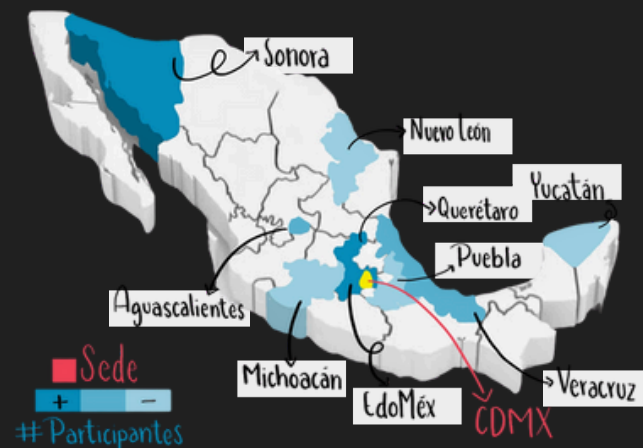 Sonora
Nuevo León
Yucatán
Querétaro
Puebla
Aguascalientes
Michoacán
EdoMéx
Veracruz
CDMX
Sede
+ -
# Participantes